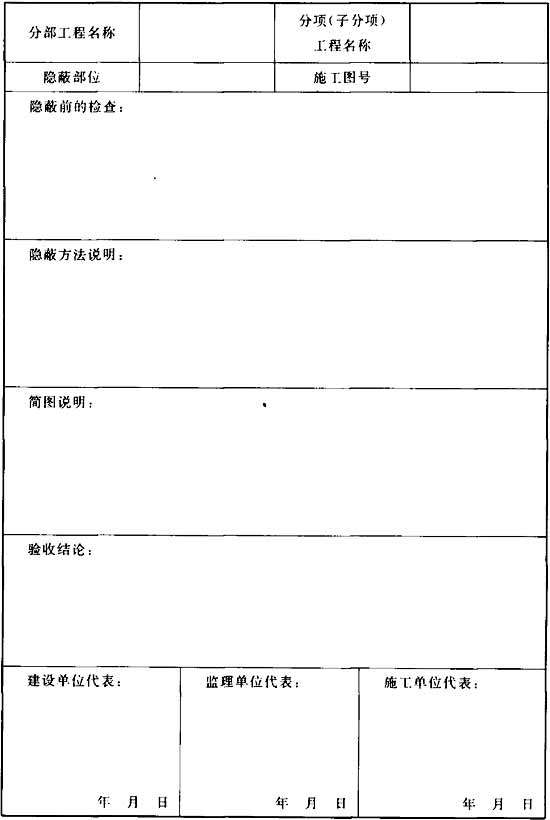 分部工程名称
分项(子分项)
工程名称
隐蔽部位
施工图号
隐蔽前的检查:
隐蔽方法说明:
简图说明:
验收结论:
建设单位代表:
监理单位代表:
施工单位代表:
年 月 日
年 月 日
年 月 日